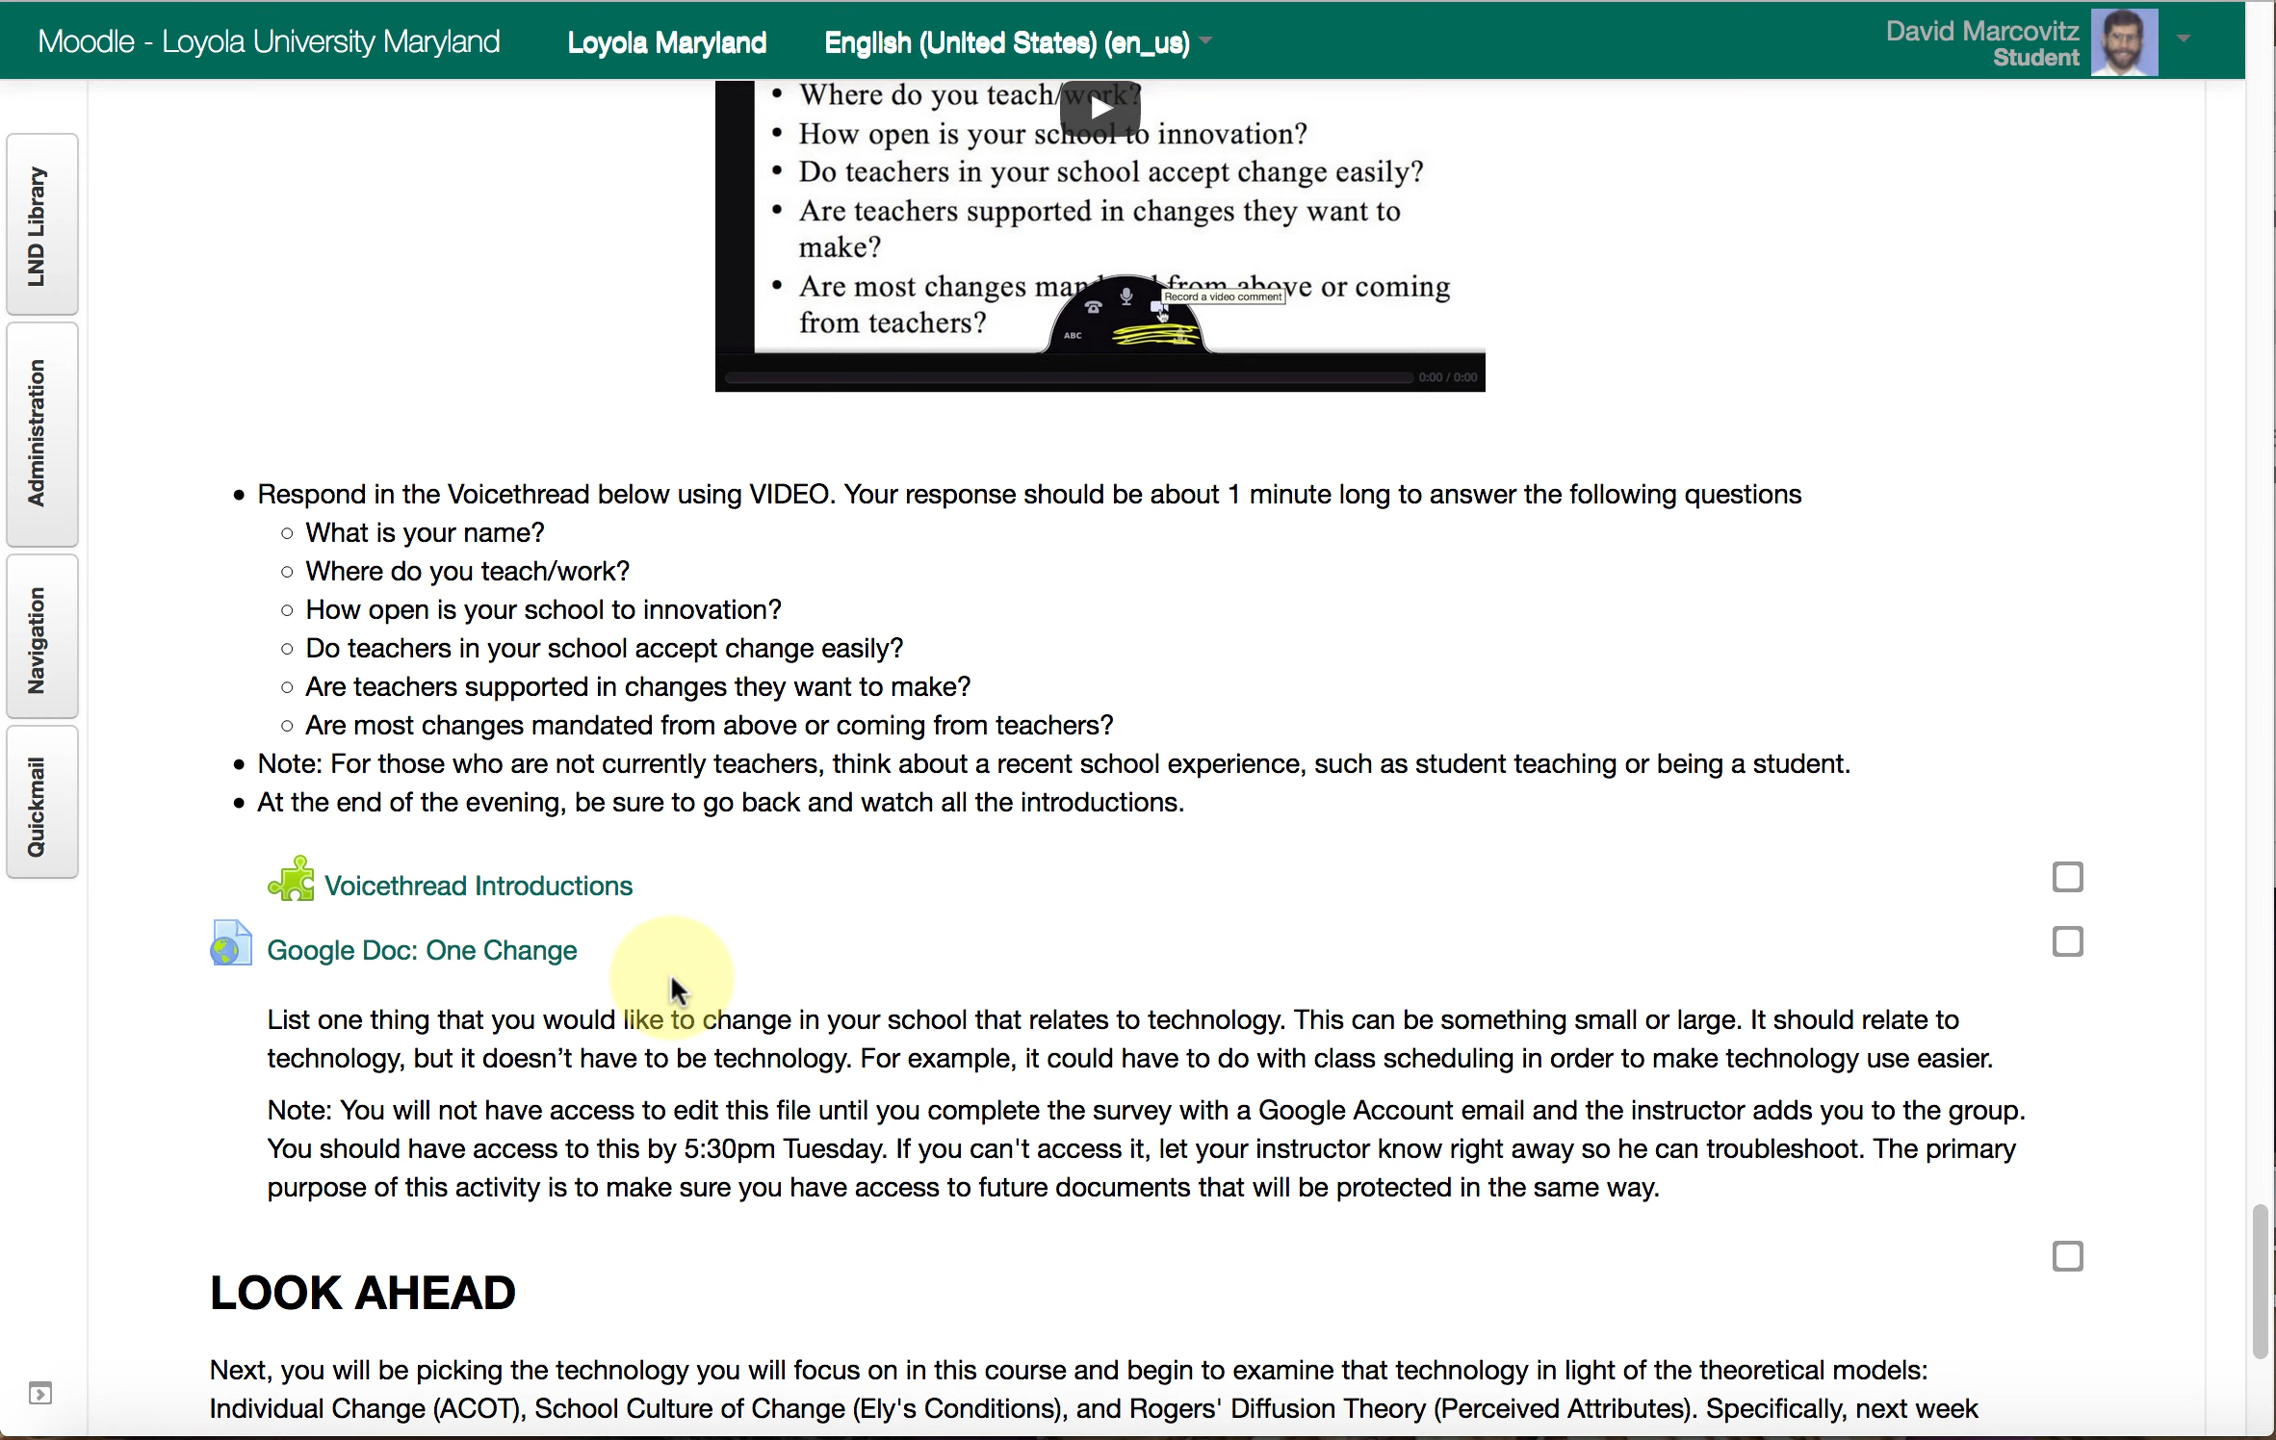 Moodle - Loyola University Maryland Loyola Maryland English (United States) (en_us) David Marcovitz
Student
• Where do you teach/work?
• How open is your school to innovation?
• Do teachers in your school accept change easily?
• Are teachers supported in changes they want to
make?
• Are most changes from above or coming
Record a video comment
from teachers?
ABC
0:00 / 0:00
LND Library
Administration
Navigation
Quickmail
• Respond in the Voicethread below using VIDEO. Your response should be about 1 minute long to answer the following questions
○ What is your name?
○ Where do you teach/work?
○ How open is your school to innovation?
○ Do teachers in your school accept change easily?
○ Are teachers supported in changes they want to make?
○ Are most changes mandated from above or coming from teachers?
• Note: For those who are not currently teachers, think about a recent school experience, such as student teaching or being a student.
• At the end of the evening, be sure to go back and watch all the introductions.
Voicethread Introductions
Google Doc: One Change
List one thing that you would like to change in your school that relates to technology. This can be something small or large. It should relate to
technology, but it doesn’t have to be technology. For example, it could have to do with class scheduling in order to make technology use easier.
Note: You will not have access to edit this file until you complete the survey with a Google Account email and the instructor adds you to the group.
You should have access to this by 5:30pm Tuesday. If you can't access it, let your instructor know right away so he can troubleshoot. The primary
purpose of this activity is to make sure you have access to future documents that will be protected in the same way.
LOOK AHEAD
Next, you will be picking the technology you will focus on in this course and begin to examine that technology in light of the theoretical models:
Individual Change (ACOT), School Culture of Change (Ely's Conditions), and Rogers' Diffusion Theory (Perceived Attributes). Specifically, next week